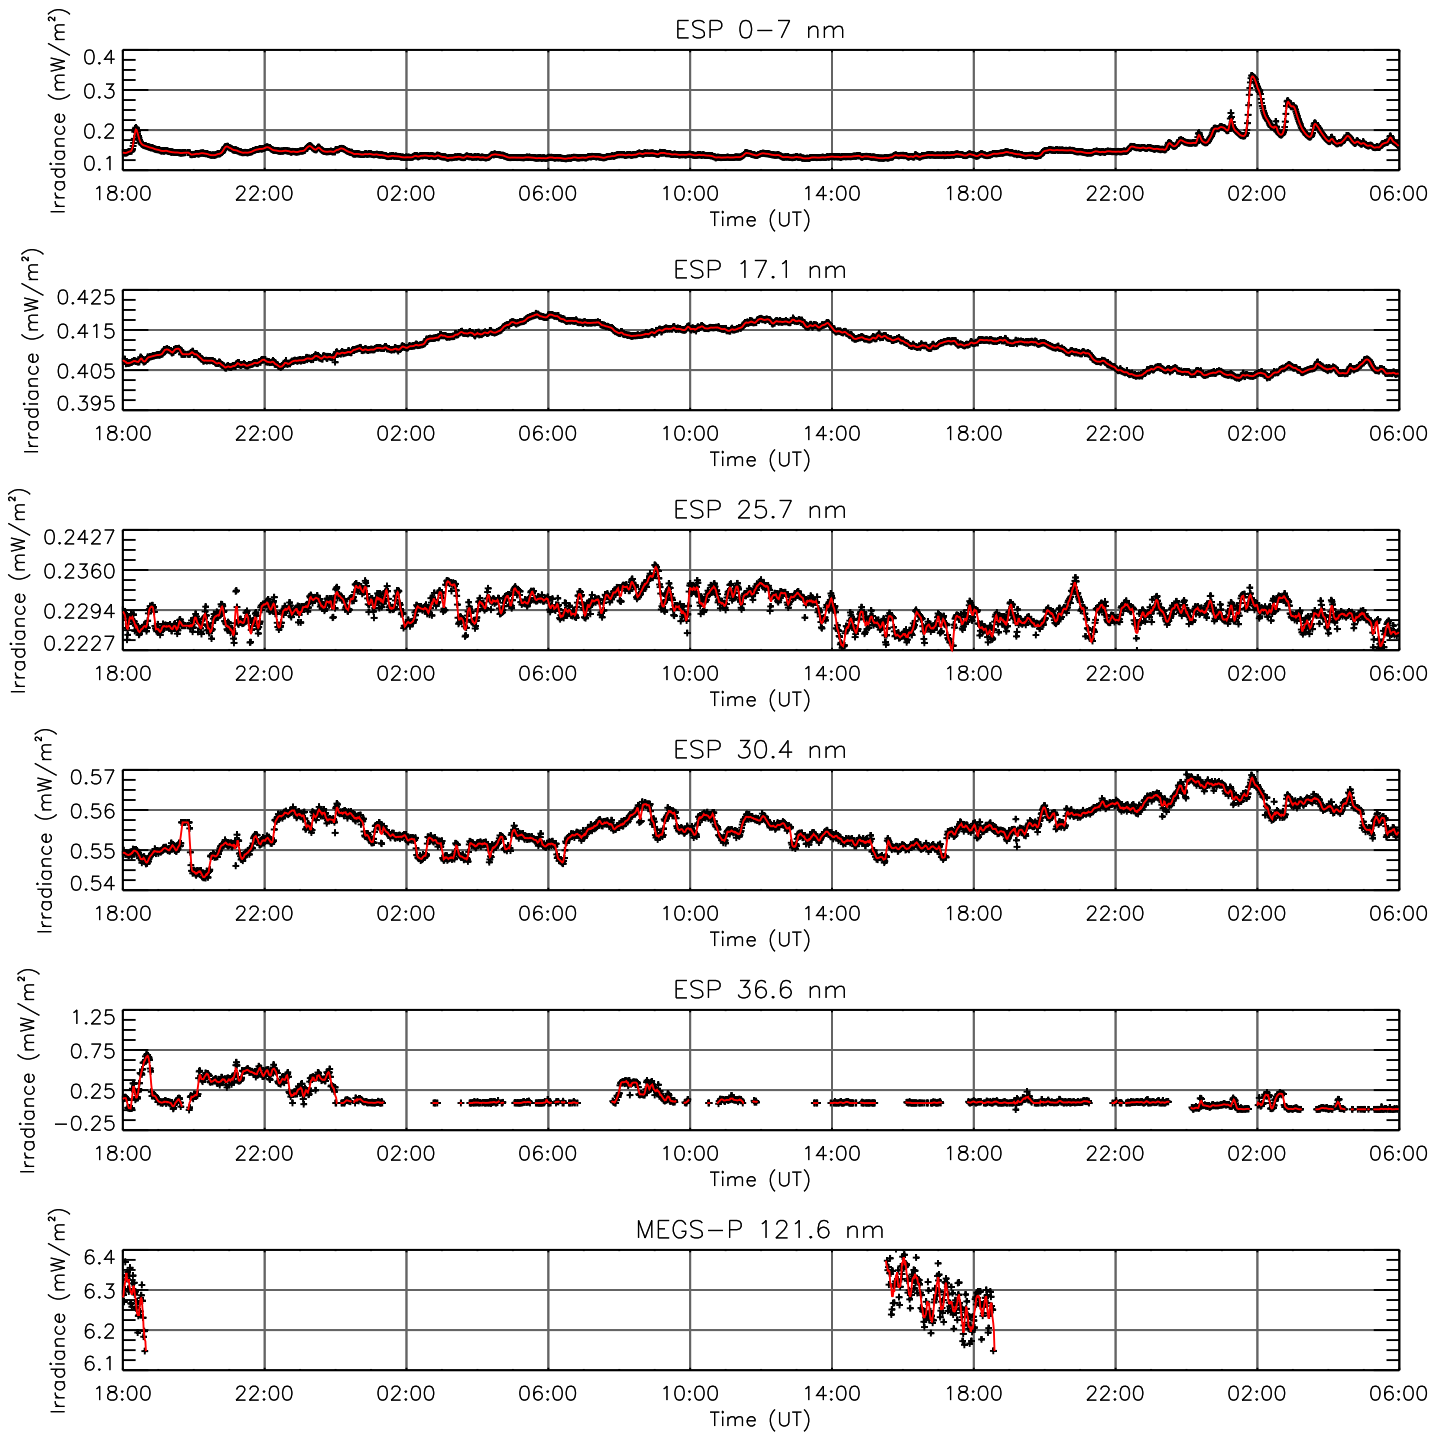 ESP 0-7 nm
Irradiance (mW/m²)
0.4
0.3
0.2
0.1
18:00 22:00 02:00 06:00 10:00 14:00 18:00 22:00 02:00 06:00
Time (UT)
ESP 17.1 nm
Irradiance (mW/m²)
0.425
0.415
0.405
0.395
18:00 22:00 02:00 06:00 10:00 14:00 18:00 22:00 02:00 06:00
Time (UT)
ESP 25.7 nm
Irradiance (mW/m²)
0.2427
0.2360
0.2294
0.2227
18:00 22:00 02:00 06:00 10:00 14:00 18:00 22:00 02:00 06:00
Time (UT)
ESP 30.4 nm
Irradiance (mW/m²)
0.57
0.56
0.55
0.54
18:00 22:00 02:00 06:00 10:00 14:00 18:00 22:00 02:00 06:00
Time (UT)
ESP 36.6 nm
Irradiance (mW/m²)
1.25
0.75
0.25
-0.25
18:00 22:00 02:00 06:00 10:00 14:00 18:00 22:00 02:00 06:00
Time (UT)
MEGS-P 121.6 nm
Irradiance (mW/m²)
6.4
6.3
6.2
6.1
18:00 22:00 02:00 06:00 10:00 14:00 18:00 22:00 02:00 06:00
Time (UT)